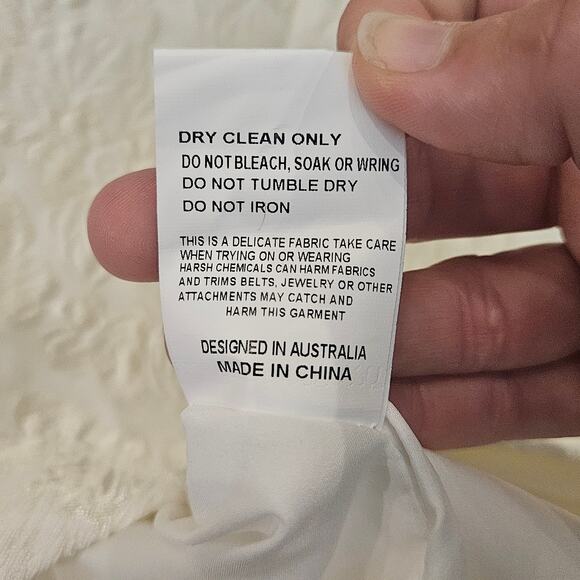 DRY CLEAN ONLY
DO NOT BLEACH, SOAK OR WRING
DO NOT TUMBLE DRY
DO NOT IRON
THIS IS A DELICATE FABRIC TAKE CARE
WHEN TRYING ON OR WEARING
HARSH CHEMICALS CAN HARM FABRICS
AND TRIMS BELTS, JEWELRY OR OTHER
ATTACHMENTS MAY CATCH AND
HARM THIS GARMENT
DESIGNED IN AUSTRALIA
MADE IN CHINA